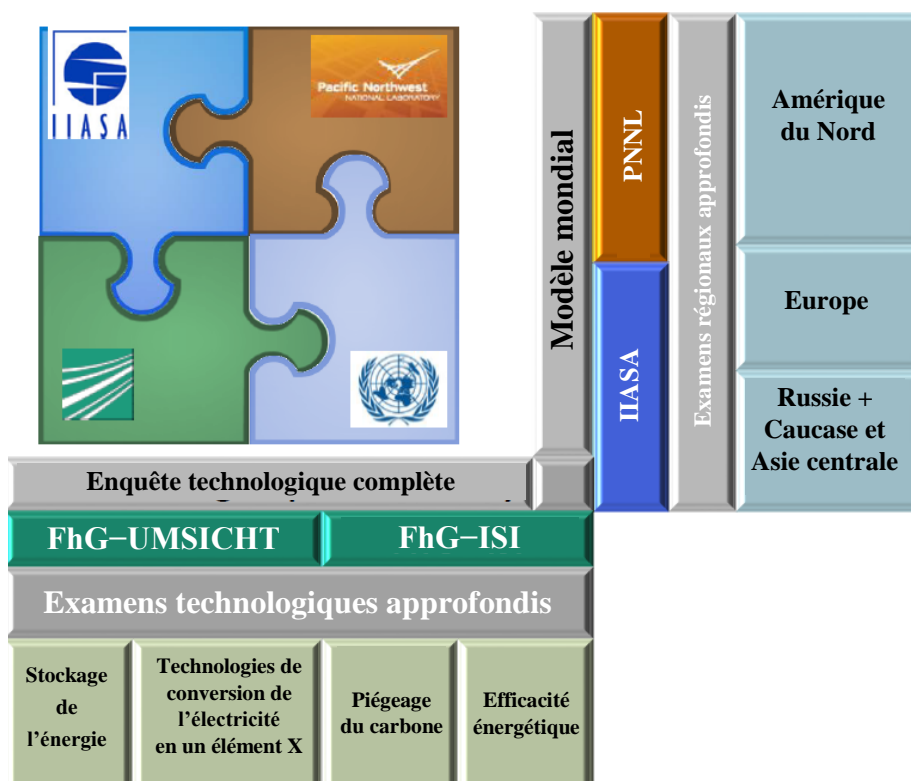 IIASA
Pacific Northwest
NATIONAL LABORATORY
Modèle mondial
PNNL
IIASA
Examens régionaux approfondis
Amérique
du Nord
Europe
Russie +
Caucase et
Asie centrale
Enquête technologique complète
FhG–UMSICHT
FhG–ISI
Examens technologiques approfondis
Stockage
de
l’énergie
Technologies de
conversion de
l’électricité
en un élément X
Piégeage
du carbone
Efficacité
énergétique